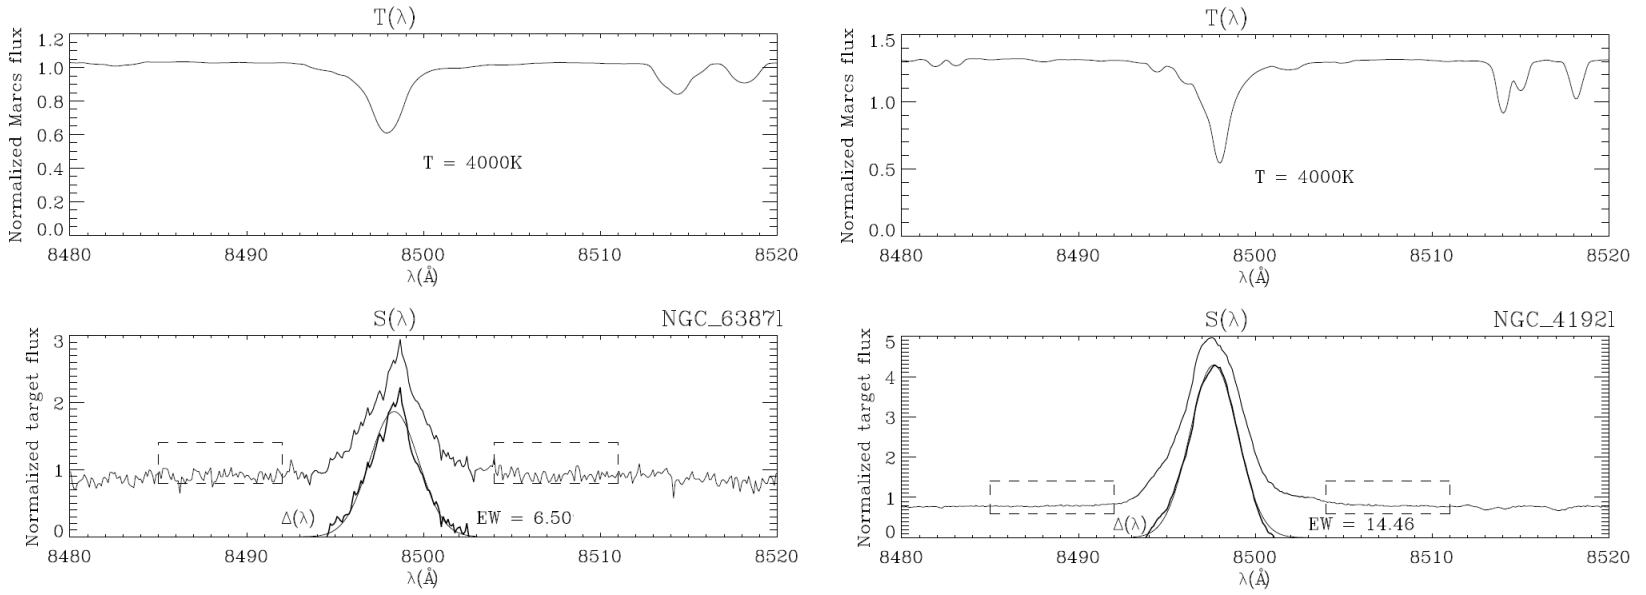 T(λ)
Normalized Marcs flux
1.2
1.0
0.8
0.6
0.4
0.2
0.0
T = 4000K
8480 8490 8500 8510 8520
λ(Å)
T(λ)
Normalized Marcs flux
1.5
1.0
0.5
0.0
T = 4000K
8480 8490 8500 8510 8520
λ(Å)
S(λ)
NGC_6387l
Normalized target flux
3
2
1
0
Δ(λ)
EW = 6.50
8480 8490 8500 8510 8520
λ(Å)
S(λ)
NGC_4192l
Normalized target flux
5
4
3
2
1
0
Δ(λ)
EW = 14.46
8480 8490 8500 8510 8520
λ(Å)